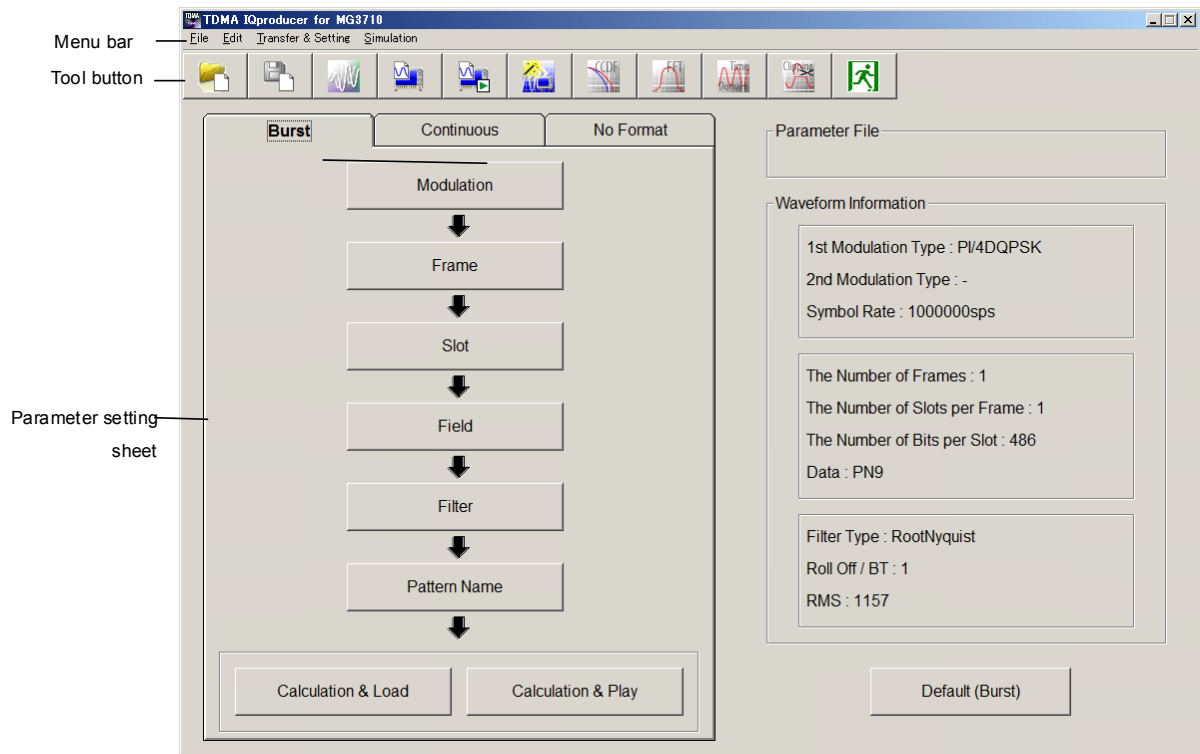 TDMA IQproducer for MG3710
Menu bar
File Edit Transfer & Setting Simulation
Tool button
CCDF FFT Time Domain Clipping
Burst Continuous No Format
Modulation
Frame
Slot
Parameter setting sheet
Field
Filter
Pattern Name
Calculation & Load Calculation & Play
Parameter File
Waveform Information
1st Modulation Type : PI/4DQPSK
2nd Modulation Type : -
Symbol Rate : 1000000sps
The Number of Frames : 1
The Number of Slots per Frame : 1
The Number of Bits per Slot : 486
Data : PN9
Filter Type : RootNyquist
Roll Off / BT : 1
RMS : 1157
Default (Burst)